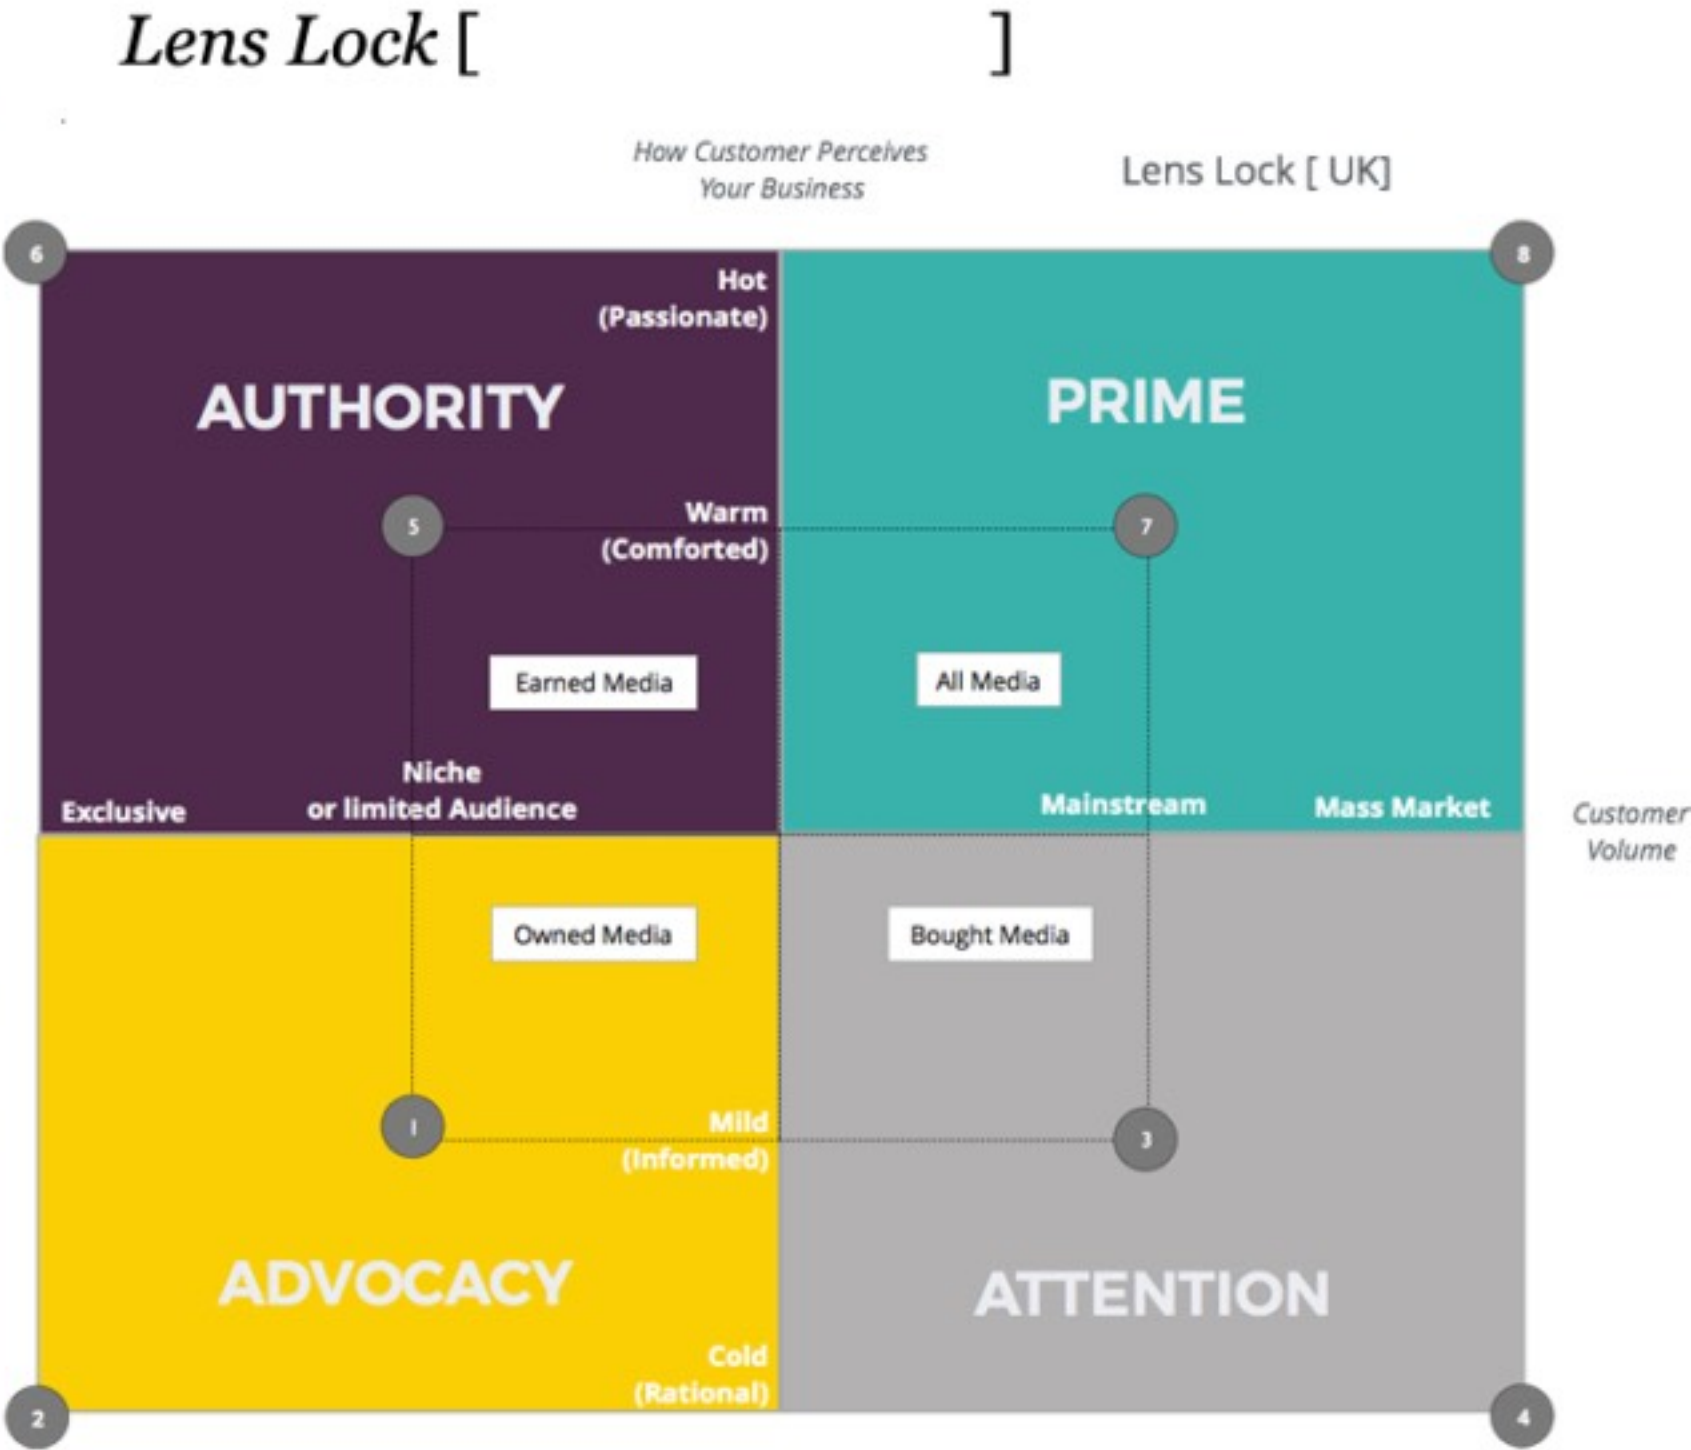 Lens Lock [ ]
How Customer Perceives
Your Business
Lens Lock [ UK]
6
8
Hot
(Passionate)
AUTHORITY
PRIME
5
Warm
(Comforted)
7
Earned Media
All Media
Niche
or limited Audience
Exclusive
Mainstream
Mass Market
Customer
Volume
Owned Media
Bought Media
1
Mild
(Informed)
3
ADVOCACY
ATTENTION
Cold
(Rational)
2
4